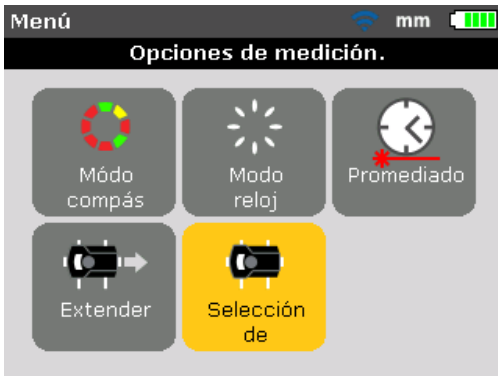 Menú mm
Opciones de medición.
Módo
compás
Modo
reloj
Promediado
Extender
Selección
de